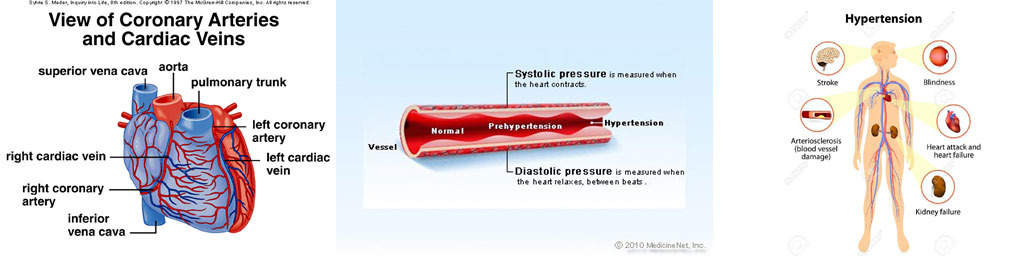 Sylvia S. Mader, Inquiry into Life, 8th edition. Copyright © 1997 The McGraw-Hill Companies, Inc. All rights reserved.
View of Coronary Arteries
and Cardiac Veins
superior vena cava
aorta
pulmonary trunk
left coronary
artery
right cardiac vein
left cardiac
vein
right coronary
artery
inferior
vena cava
Systolic pressure is measured when
the heart contracts.
Normal
Prehypertension
Hypertension
Vessel
Diastolic pressure is measured when
the heart relaxes, between beats.
© 2010 MedicineNet, Inc.
Hypertension
Stroke
Blindness
Arteriosclerosis
(blood vessel
damage)
Heart attack and
heart failure
Kidney failure